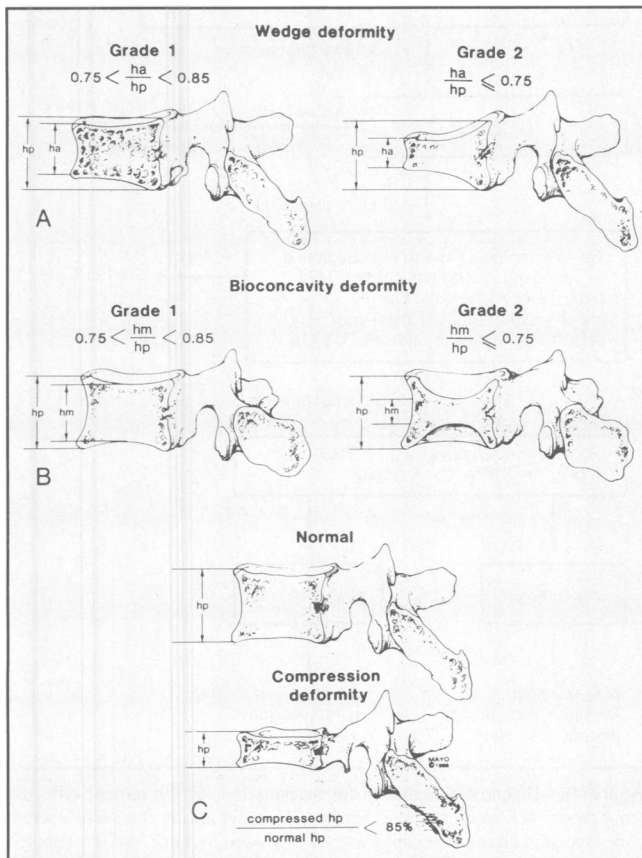 Wedge deformity
Grade 1
0.75 < ha/hp < 0.85
Grade 2
ha/hp ⩽ 0.75
hp
ha
hp
ha
A
Bioconcavity deformity
Grade 1
0.75 < hm/hp < 0.85
Grade 2
hm/hp ⩽ 0.75
hp
hm
hp
hm
B
Normal
hp
Compression
deformity
hp
MAYO
©
C
compressed hp/normal hp < 85%